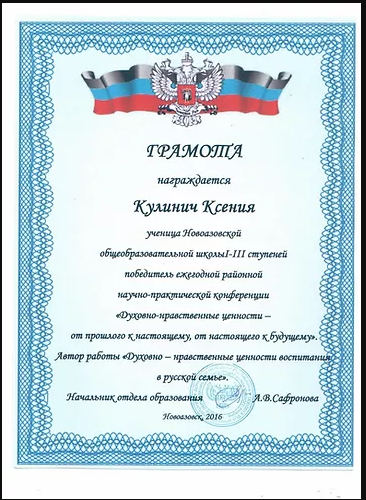 ГРАМОТА
награждается
Кулинич Ксения
ученица Новоазовской
общеобразовательной школыI-III ступеней
победитель ежегодной районной
научно-практической конференции
«Духовно-нравственные ценности –
от прошлого к настоящему, от настоящего к будущему».
Автор работы «Духовно – нравственные ценности воспитания
в русской семье».
Начальник отдела образования А.В.Сафронова
Новоазовск, 2016